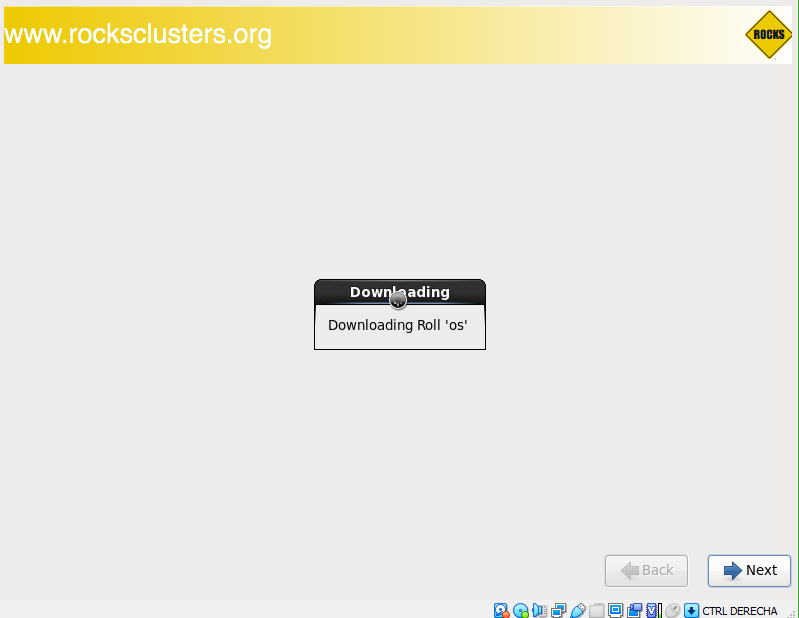 www.rocksclusters.org
ROCKS
Downloading
Downloading Roll 'os'
Back
Next
CTRL DERECHA